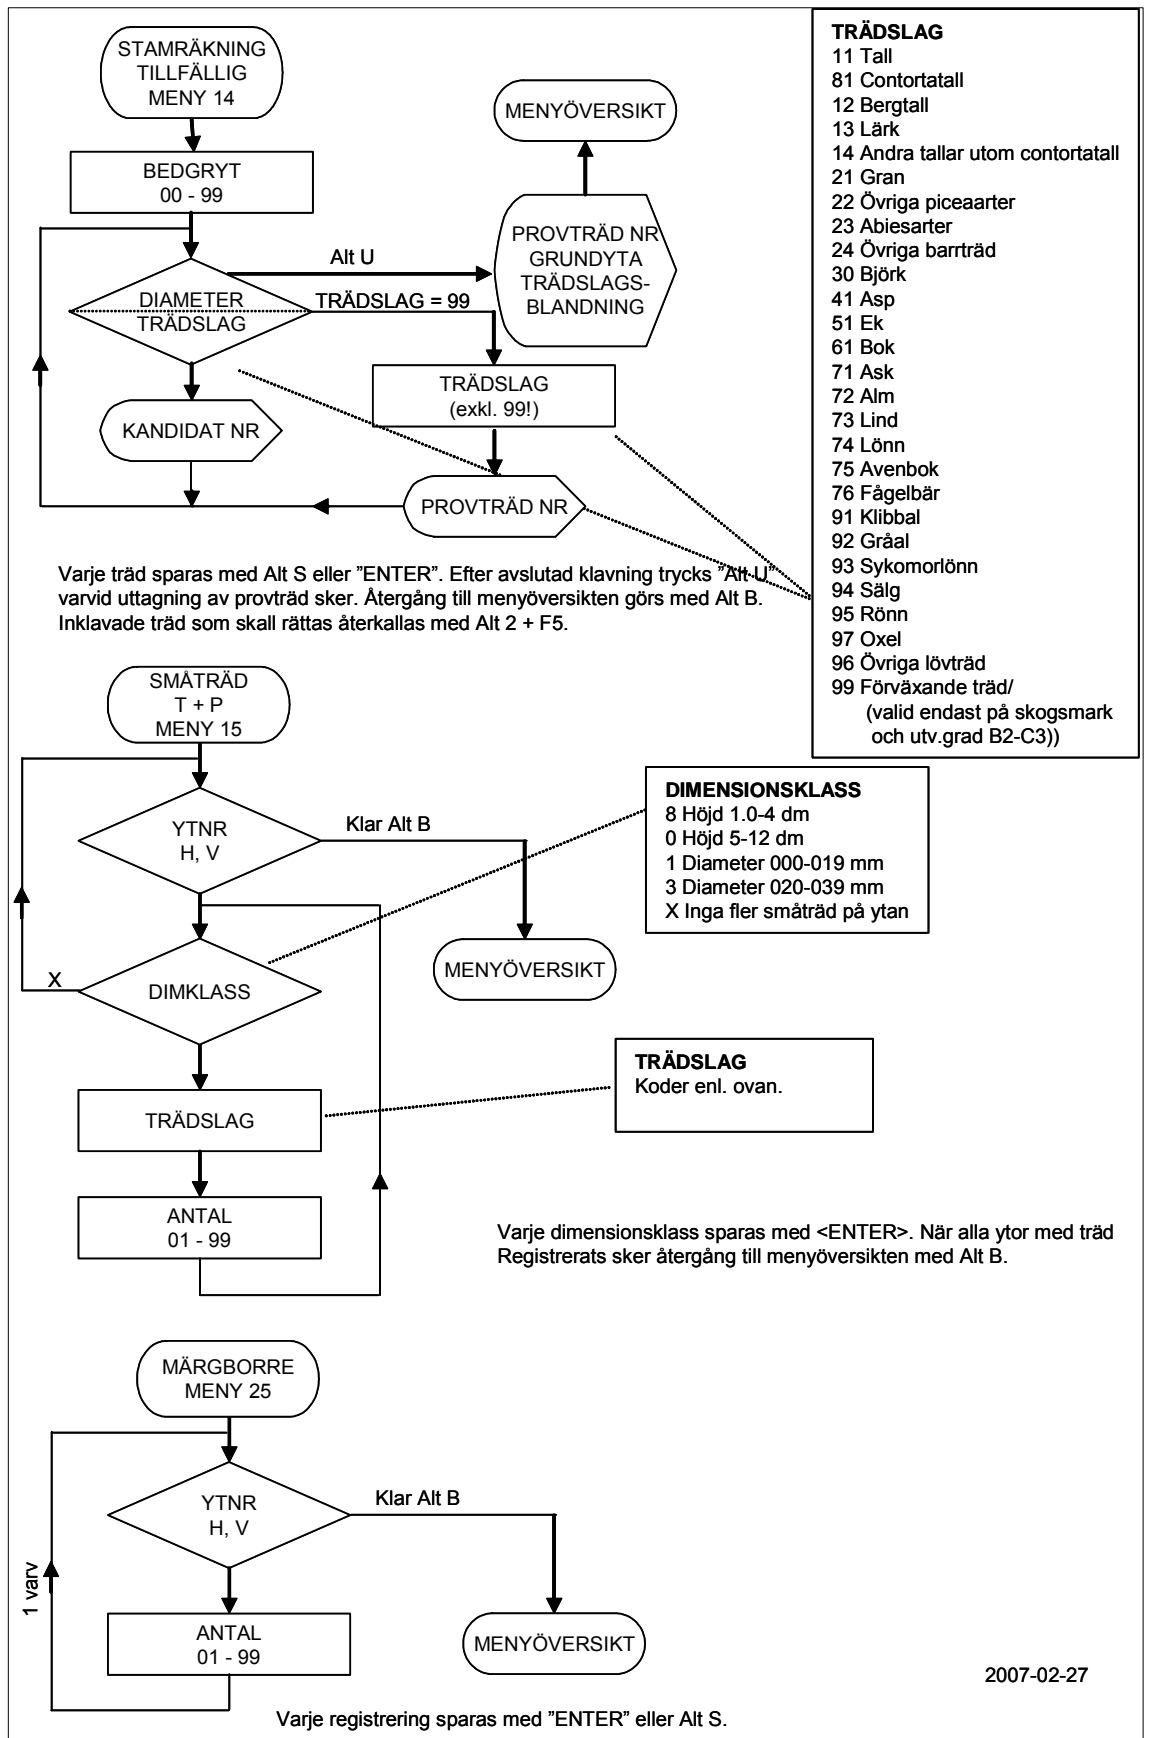 STAMRÄKNING
TILLFÄLLIG
MENY 14
BEDGRYT
00 - 99
DIAMETER
TRÄDSLAG
Alt U
TRÄDSLAG = 99
KANDIDAT NR
MENYÖVERSIKT
PROVTRÄD NR
GRUNDYTA
TRÄDSLAGS-
BLANDNING
TRÄDSLAG
(exkl. 99!)
PROVTRÄD NR
TRÄDSLAG
11 Tall
81 Contortatall
12 Bergtall
13 Lärk
14 Andra tallar utom contortatall
21 Gran
22 Övriga piceaarter
23 Abiesarter
24 Övriga barrträd
30 Björk
41 Asp
51 Ek
61 Bok
71 Ask
72 Alm
73 Lind
74 Lönn
75 Avenbok
76 Fågelbär
91 Klibbal
92 Gråal
93 Sykomorlönn
94 Sälg
95 Rönn
97 Oxel
96 Övriga lövträd
99 Förväxande träd/
(valid endast på skogsmark
och utv.grad B2-C3))
Varje träd sparas med Alt S eller ”ENTER”. Efter avslutad klavning trycks ”Alt U”
varvid uttagning av provträd sker. Återgång till menyöversikten görs med Alt B.
Inklavade träd som skall rättas återkallas med Alt 2 + F5.
SMÅTRÄD
T + P
MENY 15
YTNR
H, V
Klar Alt B
MENYÖVERSIKT
X
DIMKLASS
TRÄDSLAG
ANTAL
01 - 99
DIMENSIONSKLASS
8 Höjd 1.0-4 dm
0 Höjd 5-12 dm
1 Diameter 000-019 mm
3 Diameter 020-039 mm
X Inga fler småträd på ytan
TRÄDSLAG
Koder enl. ovan.
Varje dimensionsklass sparas med <ENTER>. När alla ytor med träd
Registrerats sker återgång till menyöversikten med Alt B.
MÄRGBORRE
MENY 25
YTNR
H, V
Klar Alt B
1 varv
ANTAL
01 - 99
MENYÖVERSIKT
2007-02-27
Varje registrering sparas med ”ENTER” eller Alt S.